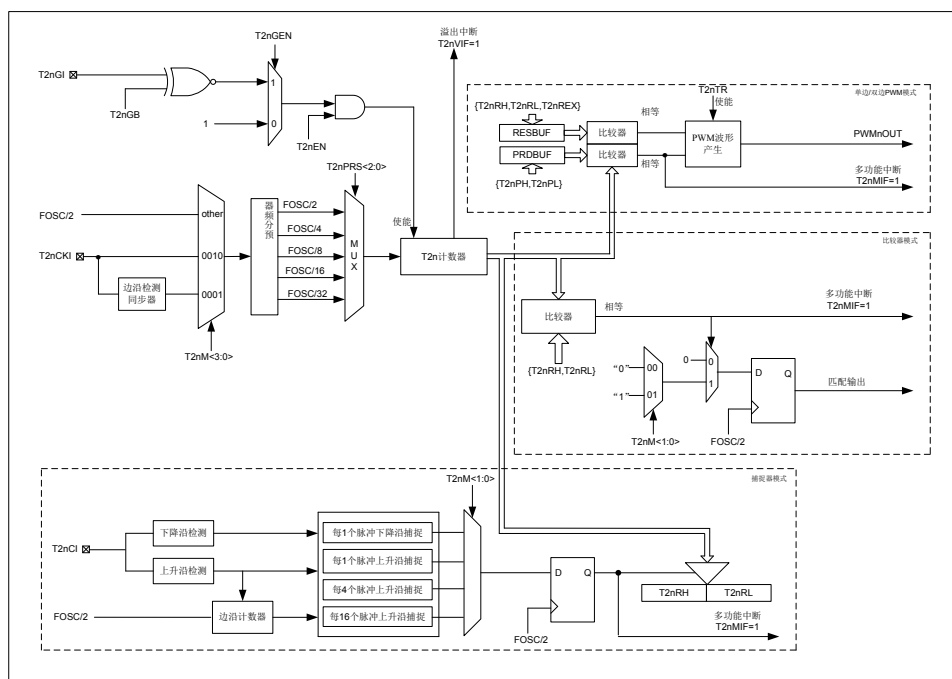 T2nGEN
T2nGI
T2nGB
1
1
0
T2nEN
溢出中断
T2nVIF=1
T2nPRS<2:0>
FOSC/2
T2nCKI
边沿检测
同步器
other
0010
0001
T2nM<3:0>
器频分预
FOSC/2
FOSC/4
FOSC/8
FOSC/16
FOSC/32
M
U
X
使能
T2n计数器
单边/双边PWM模式
T2nTR
使能
{T2nRH,T2nRL,T2nREX}
RESBUF
PRDBUF
{T2nPH,T2nPL}
比较器
比较器
相等
相等
PWM波形
产生
PWMnOUT
多功能中断
T2nMIF=1
比较器模式
比较器
相等
{T2nRH,T2nRL}
多功能中断
T2nMIF=1
“0”
“1”
00
01
T2nM<1:0>
0
0
1
D
Q
FOSC/2
匹配输出
捕捉器模式
T2nM<1:0>
T2nCI
下降沿检测
上升沿检测
FOSC/2
边沿计数器
每1个脉冲下降沿捕捉
每1个脉冲上升沿捕捉
每4个脉冲上升沿捕捉
每16个脉冲上升沿捕捉
D
Q
FOSC/2
T2nRH
T2nRL
多功能中断
T2nMIF=1